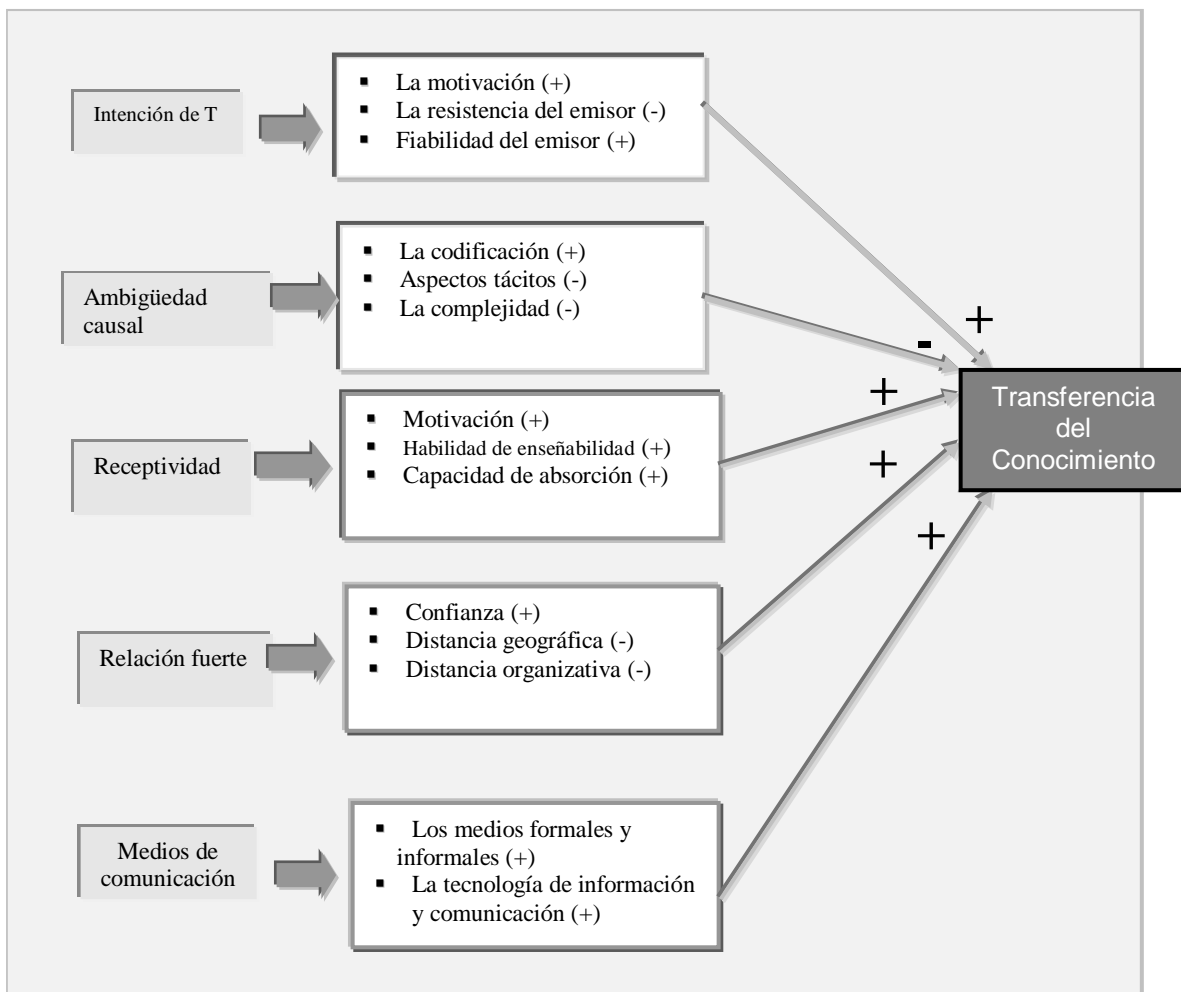 Intención de T
▪ La motivación (+)
▪ La resistencia del emisor (-)
▪ Fiabilidad del emisor (+)
Ambigüedad
causal
▪ La codificación (+)
▪ Aspectos tácitos (-)
▪ La complejidad (-)
Receptividad
▪ Motivación (+)
▪ Habilidad de enseñabilidad (+)
▪ Capacidad de absorción (+)
Relación fuerte
▪ Confianza (+)
▪ Distancia geográfica (-)
▪ Distancia organizativa (-)
Medios de
comunicación
▪ Los medios formales y
informales (+)
▪ La tecnología de información
y comunicación (+)
+
-
+
+
+
Transferencia
del
Conocimiento